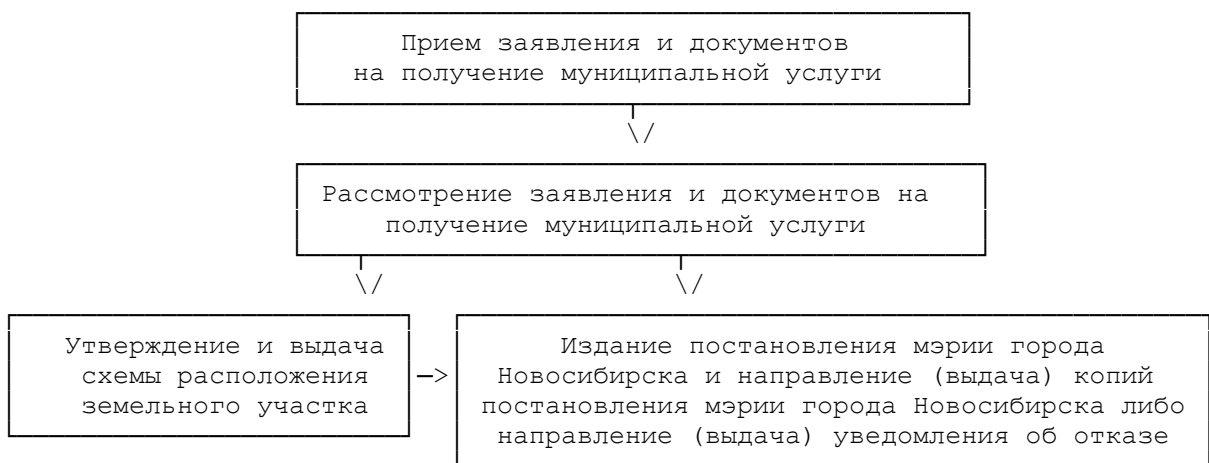 Прием заявления и документов
на получение муниципальной услуги
\/
Рассмотрение заявления и документов на
получение муниципальной услуги
\/ \/
Утверждение и выдача
схемы расположения
земельного участка
─>
Издание постановления мэрии города
Новосибирска и направление (выдача) копий
постановления мэрии города Новосибирска либо
направление (выдача) уведомления об отказе